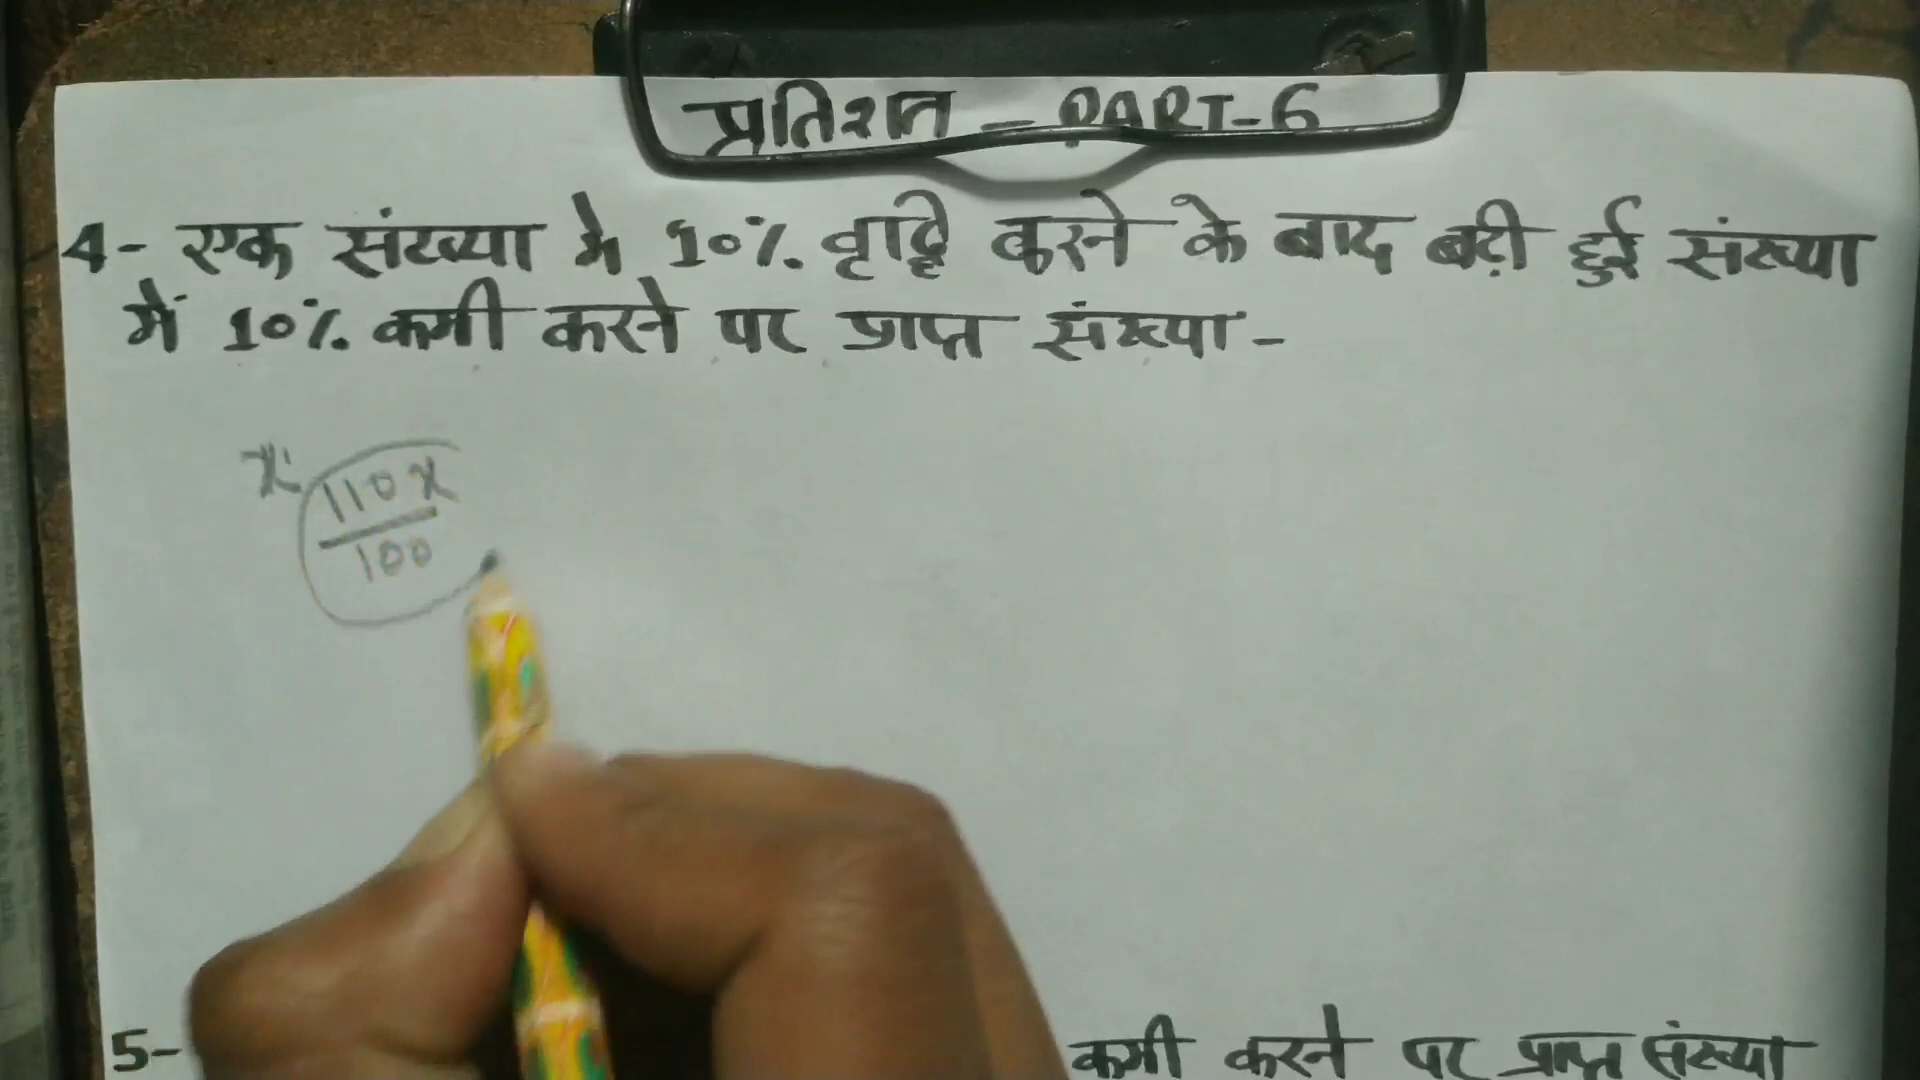 प्रतिशत - PART-6
4- एक संख्या मे 10% वृद्धि करने के बाद बढ़ी हुई संख्या
में 10% कमी करने पर प्राप्त संख्या -
x 110x
100
5- कमी करने पर प्राप्त संख्या